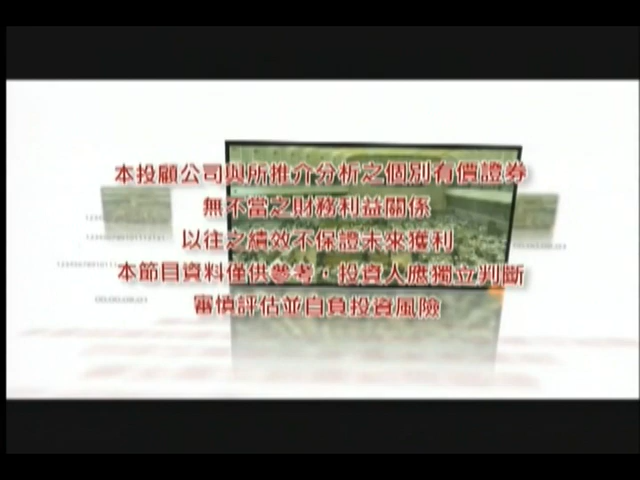 本投顧公司與所推介分析之個別有價證券
無不當之財務利益關係
以往之績效不保證未來獲利
本節目資料僅供參考，投資人應獨立判斷
審慎評估並自負投資風險